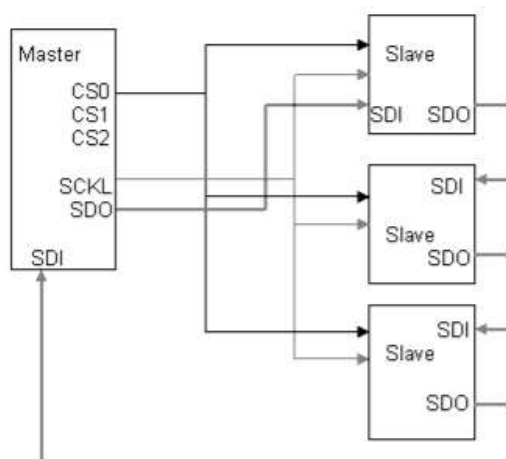 Master
CS0
CS1
CS2
SCKL
SDO
SDI
Slave
SDI SDO
SDI
Slave
SDO
SDI
Slave
SDO